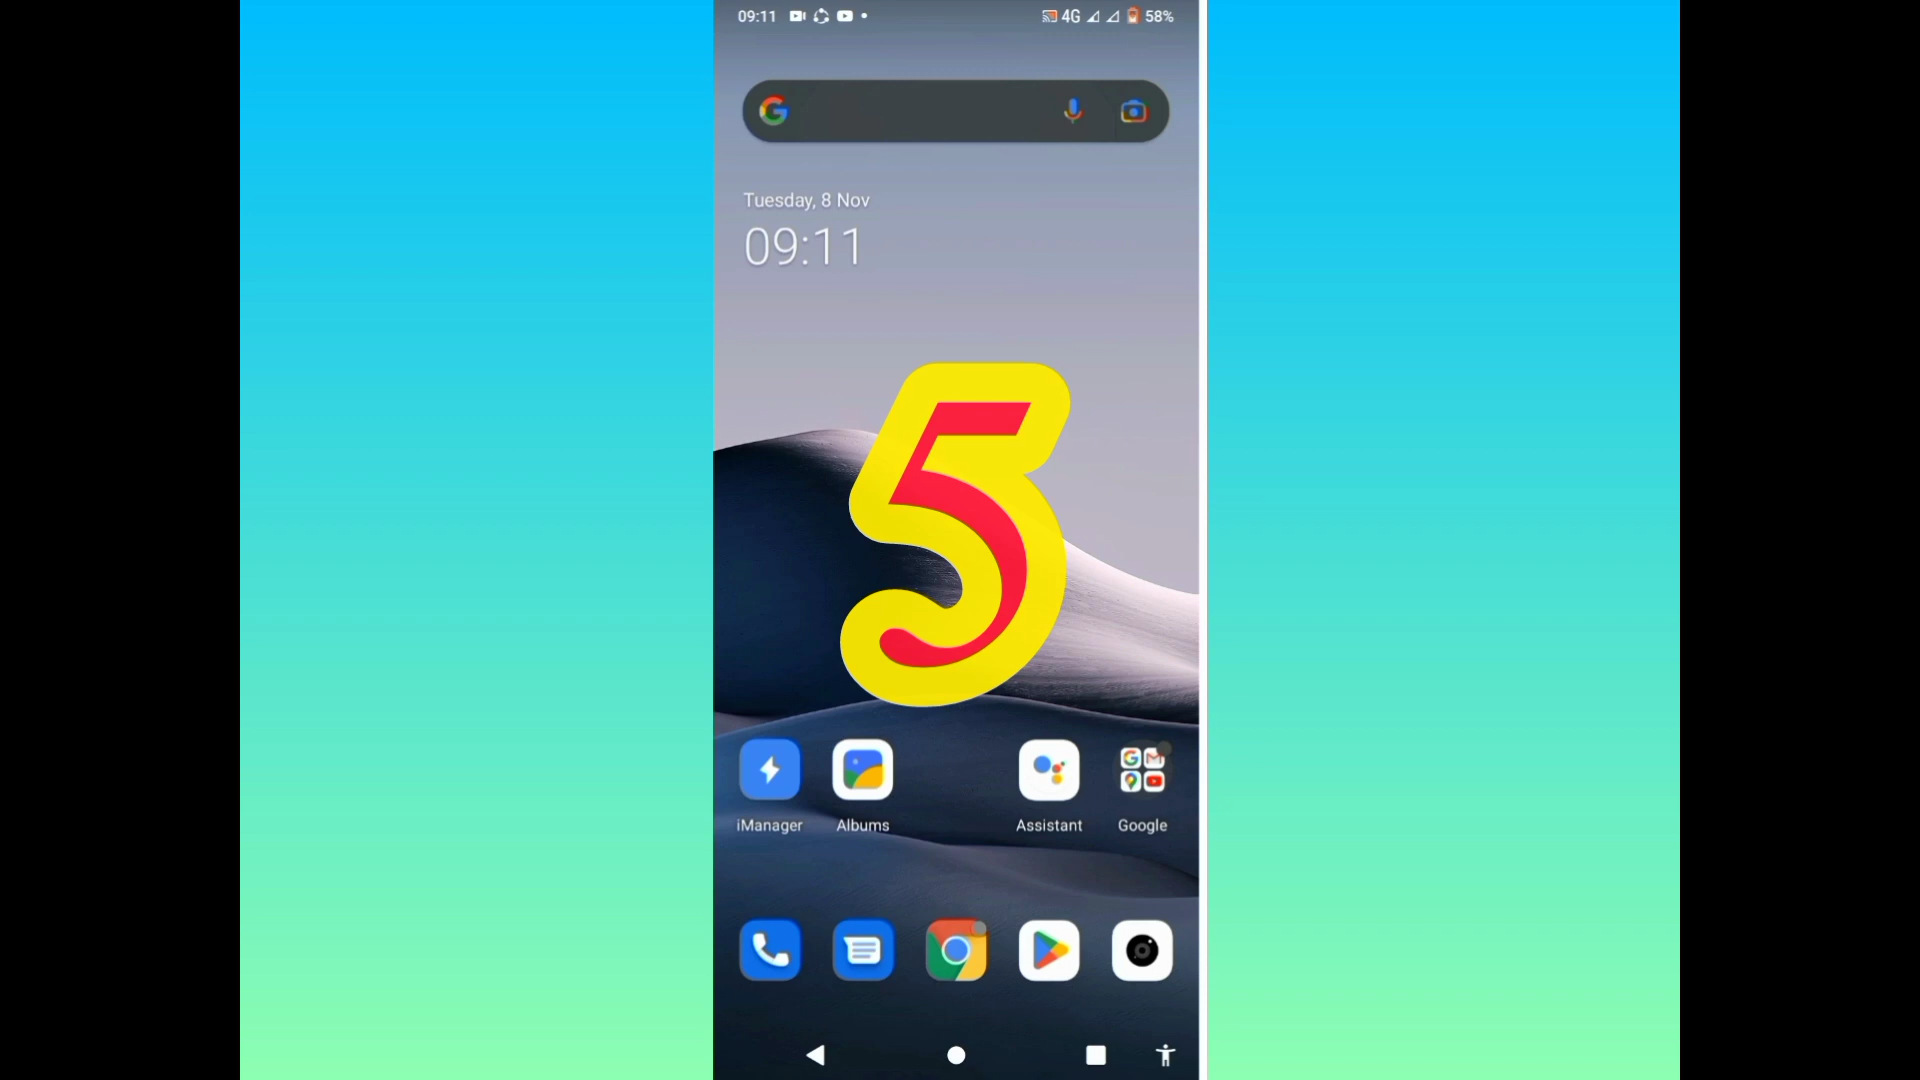 09:11 4G 58%
Tuesday, 8 Nov
09:11
5
iManager Albums Assistant Google